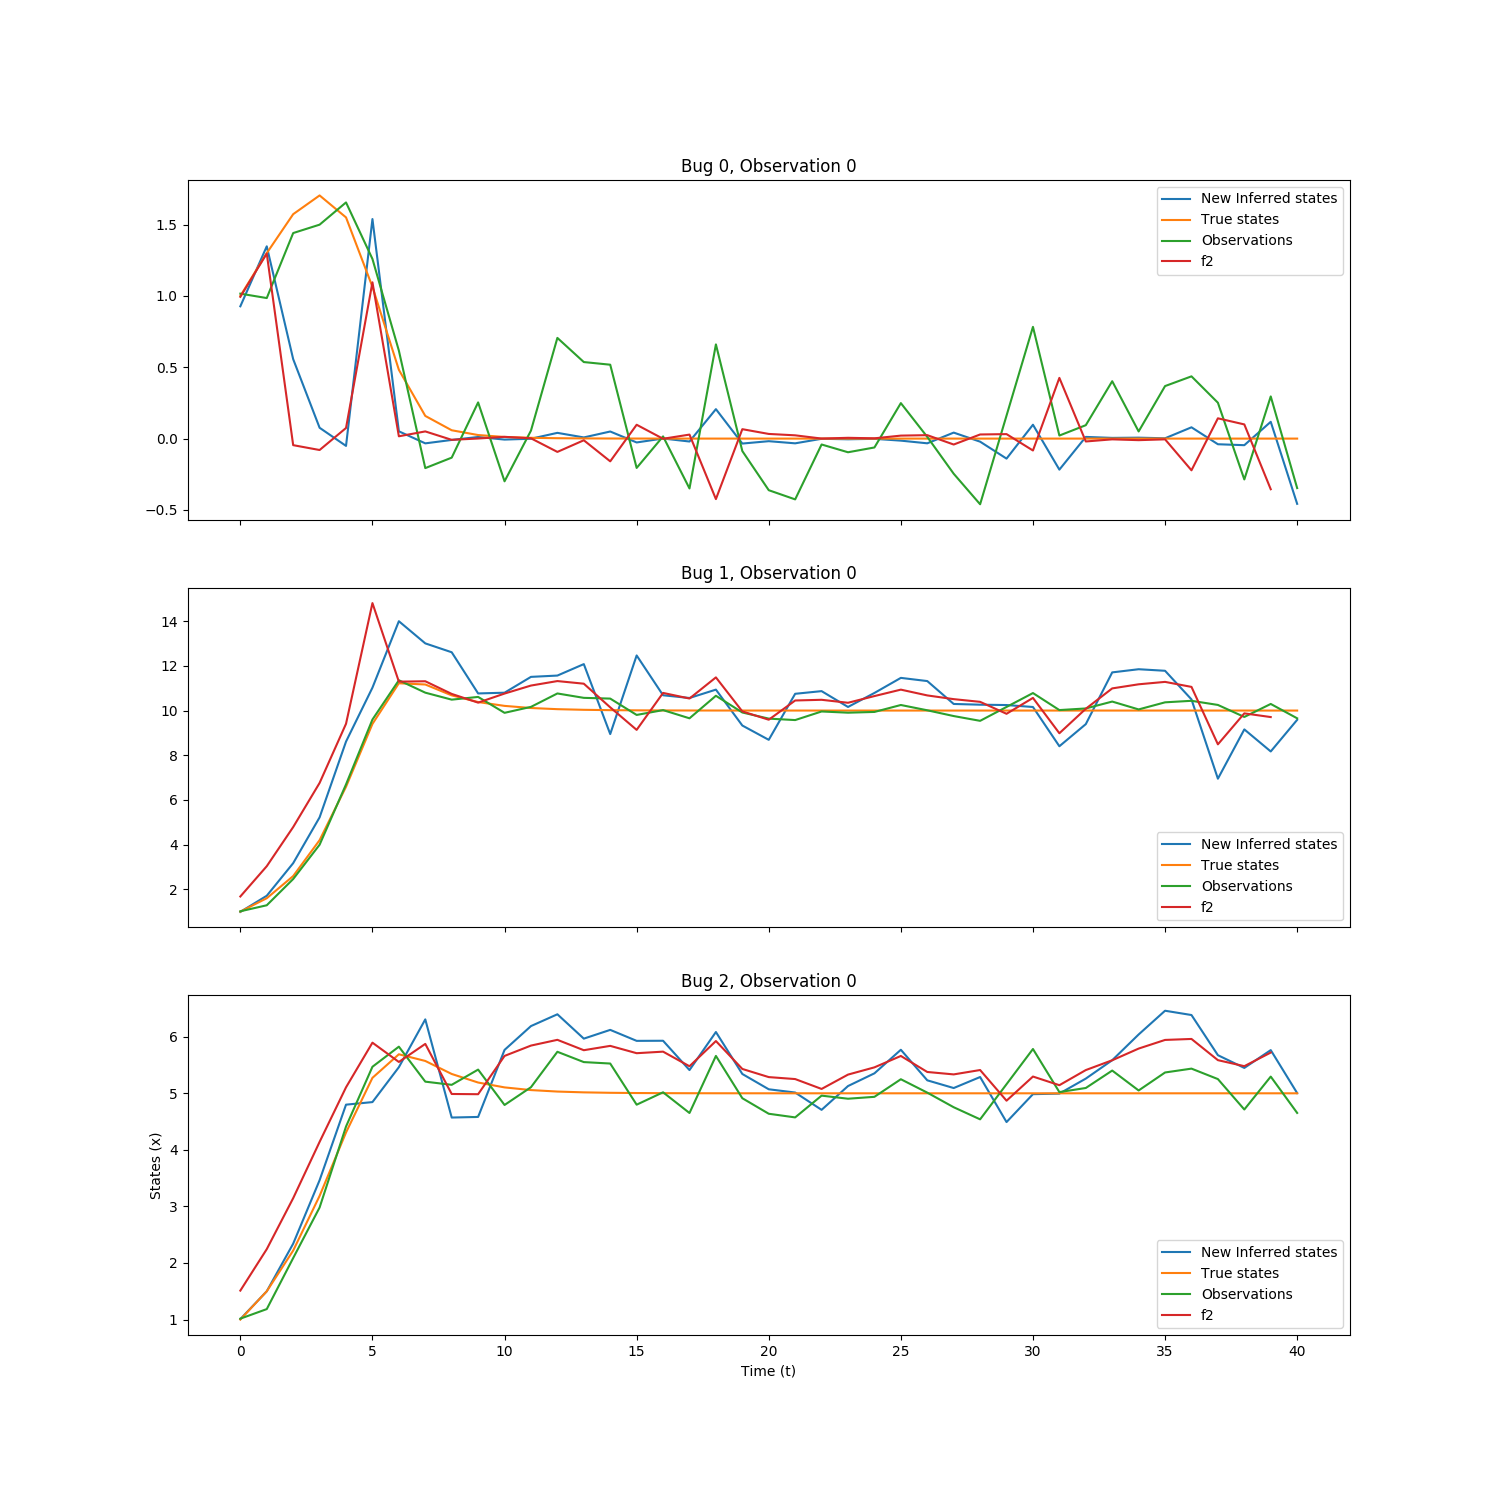 Bug 0, Observation 0
New Inferred states
True states
Observations
f2
1.5
1.0
0.5
0.0
−0.5
Bug 1, Observation 0
14
12
10
8
6
4
2
New Inferred states
True states
Observations
f2
Bug 2, Observation 0
States (x)
6
5
4
3
2
1
New Inferred states
True states
Observations
f2
0 5 10 15 20 25 30 35 40
Time (t)